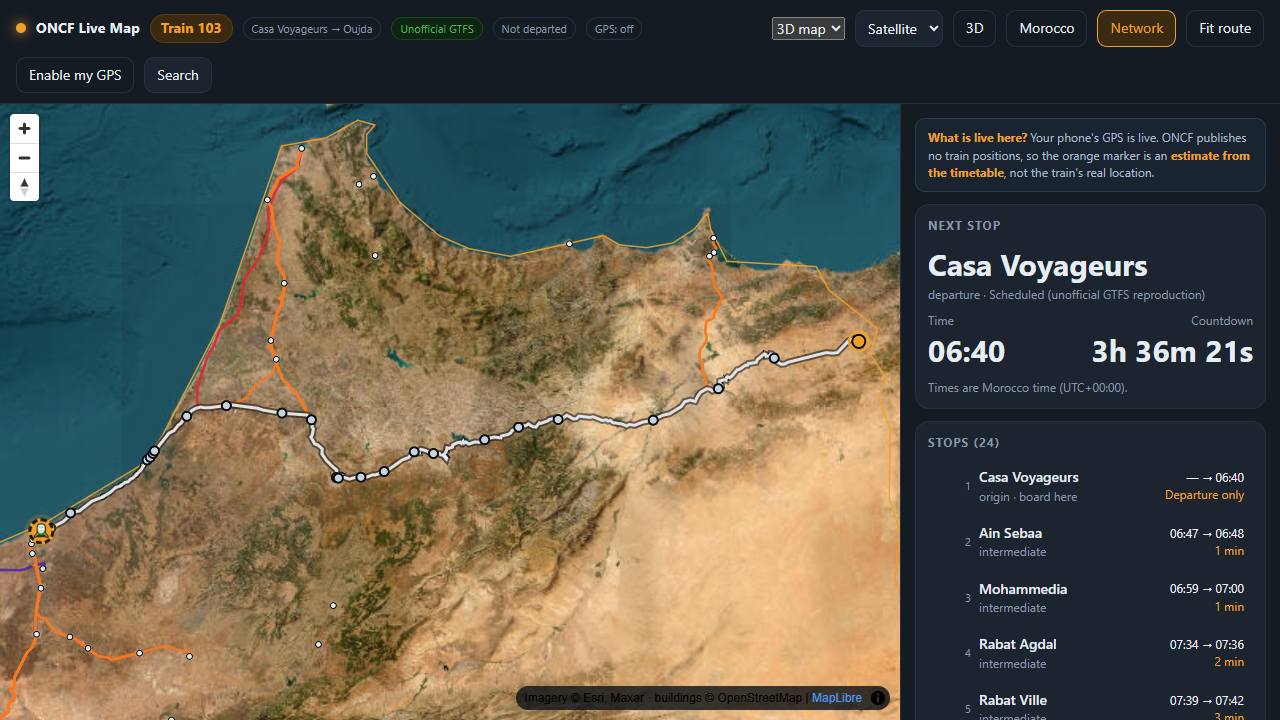 ONCF Live Map
Train 103
Casa Voyageurs → Oujda
Unofficial GTFS
Not departed
GPS: off
3D map
Satellite
3D
Morocco
Network
Fit route
Enable my GPS
Search
What is live here? Your phone's GPS is live. ONCF publishes
no train positions, so the orange marker is an estimate from
the timetable, not the train's real location.
NEXT STOP
Casa Voyageurs
departure · Scheduled (unofficial GTFS reproduction)
Time Countdown
06:40 3h 36m 21s
Times are Morocco time (UTC+00:00).
STOPS (24)
1 Casa Voyageurs — → 06:40
origin · board here Departure only
2 Ain Sebaa 06:47 → 06:48
intermediate 1 min
3 Mohammedia 06:59 → 07:00
intermediate 1 min
4 Rabat Agdal 07:34 → 07:36
intermediate 2 min
5 Rabat Ville 07:39 → 07:42
intermediate 3 min
Imagery © Esri, Maxar · buildings © OpenStreetMap | MapLibre